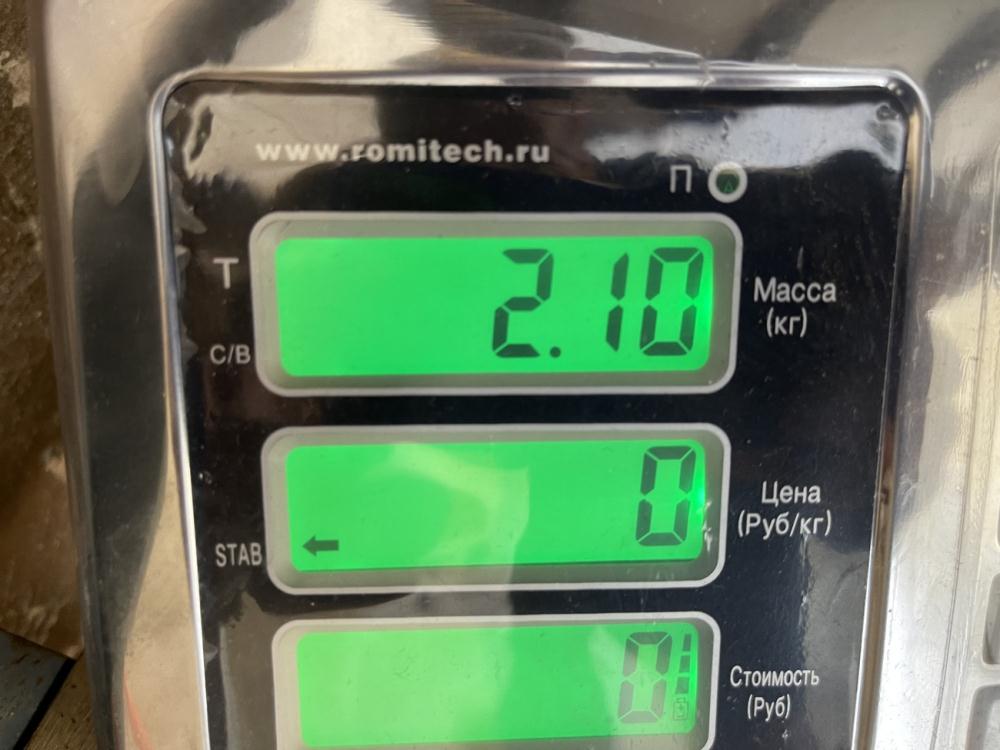 www.romitech.ru
П
T
2.10
Масса
(кг)
C/B
0
Цена
(Руб/кг)
STAB
0
Стоимость
(Руб)